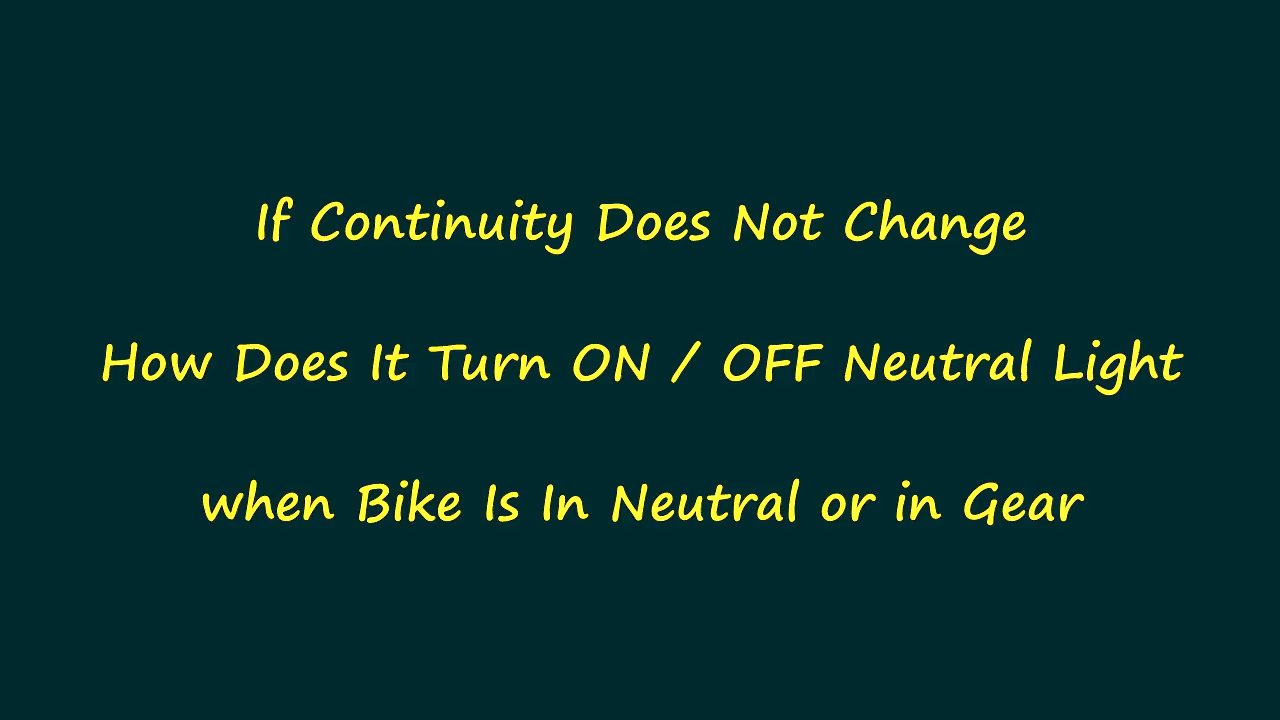 If Continuity Does Not Change
How Does It Turn ON / OFF Neutral Light
when Bike Is In Neutral or in Gear